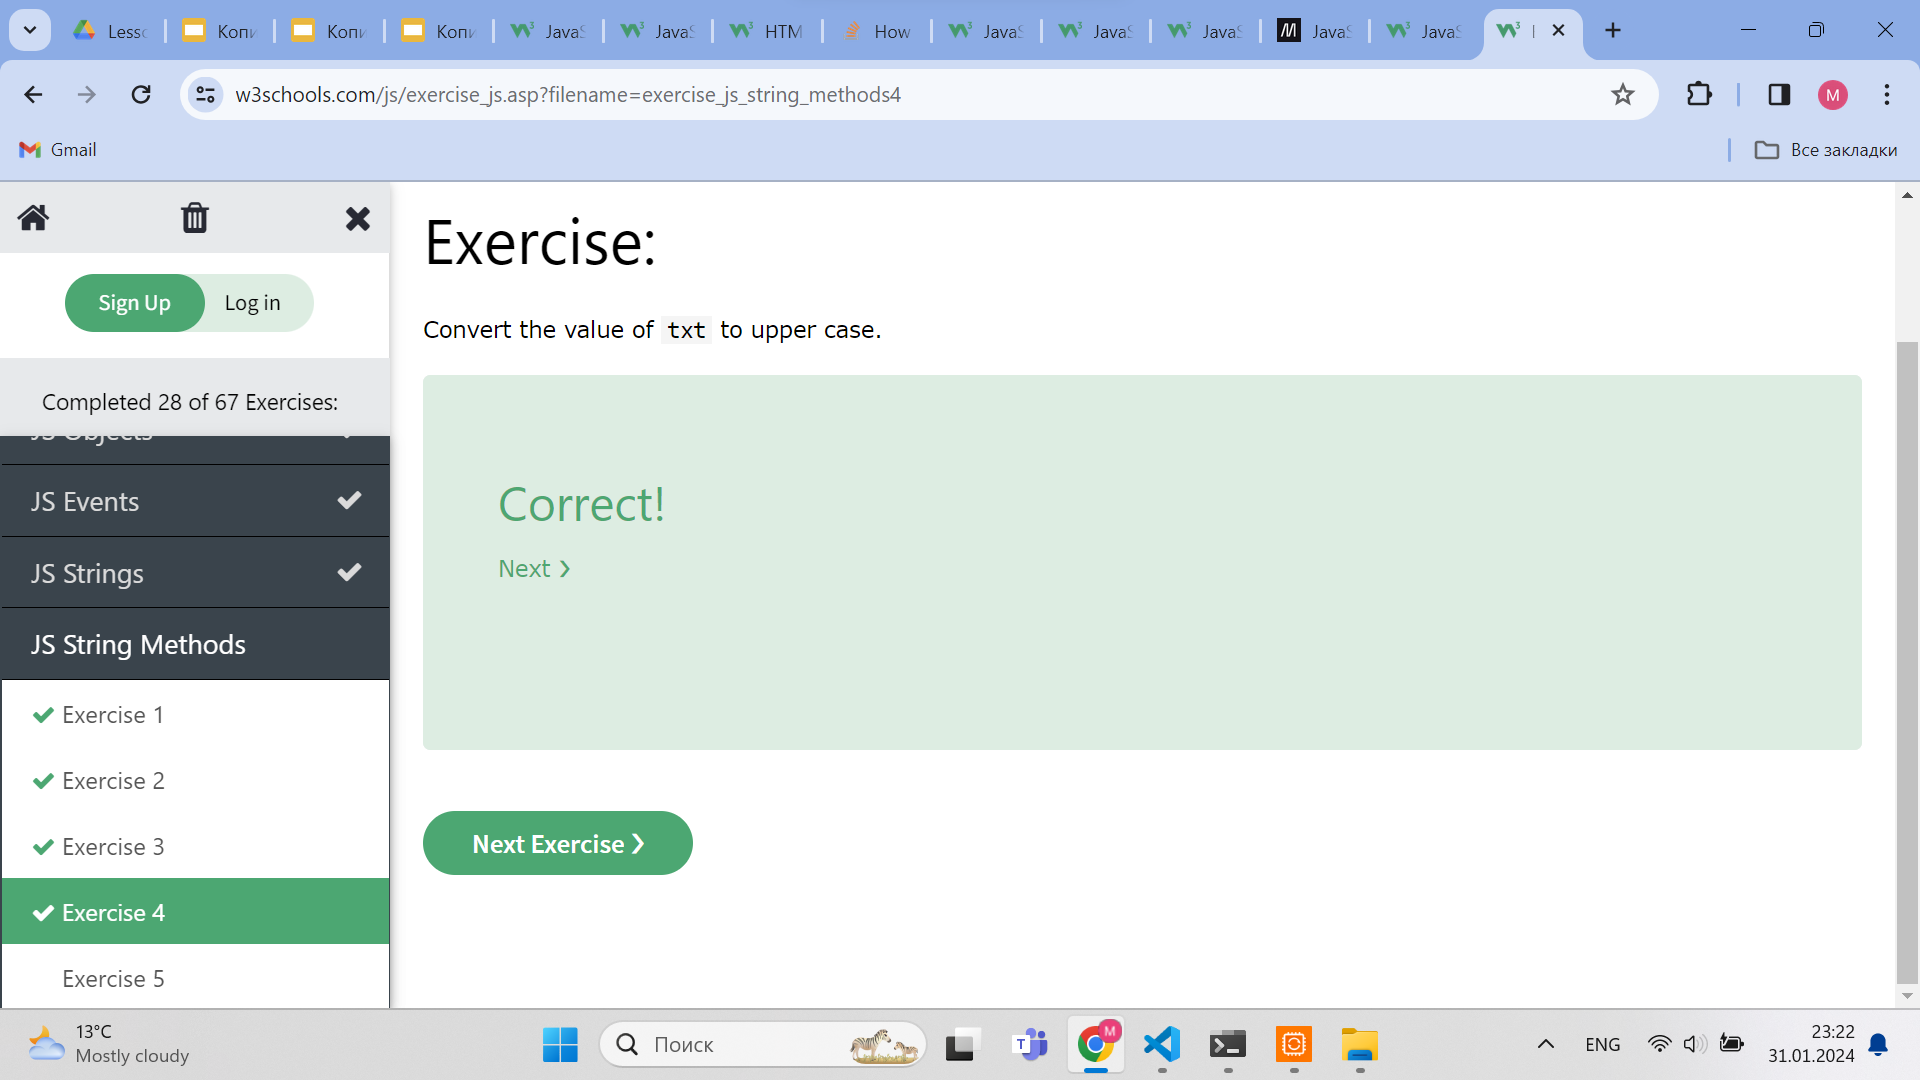 Lesso
Копи
Копи
Копи
JavaS
JavaS
HTM
How
JavaS
JavaS
JavaS
JavaS
JavaS
w3schools.com/js/exercise_js.asp?filename=exercise_js_string_methods4
M
Gmail
Все закладки
Sign Up
Log in
Completed 28 of 67 Exercises:
JS Objects
JS Events
JS Strings
JS String Methods
Exercise 1
Exercise 2
Exercise 3
Exercise 4
Exercise 5
Exercise:
Convert the value of txt to upper case.
Correct!
Next ❯
Next Exercise ❯
13°C
Mostly cloudy
Поиск
M
ENG
23:22
31.01.2024